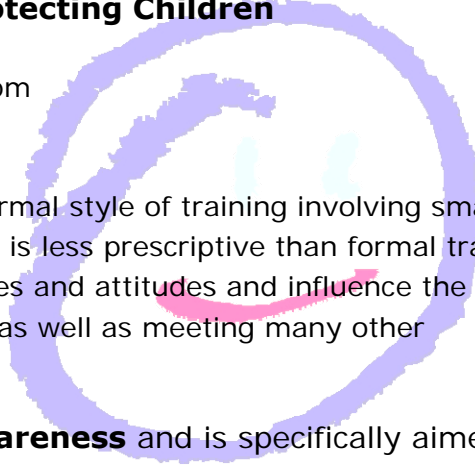 otecting Children
om
rmal style of training involving sma
is less prescriptive than formal tra
es and attitudes and influence the
as well as meeting many other
areness and is specifically aime